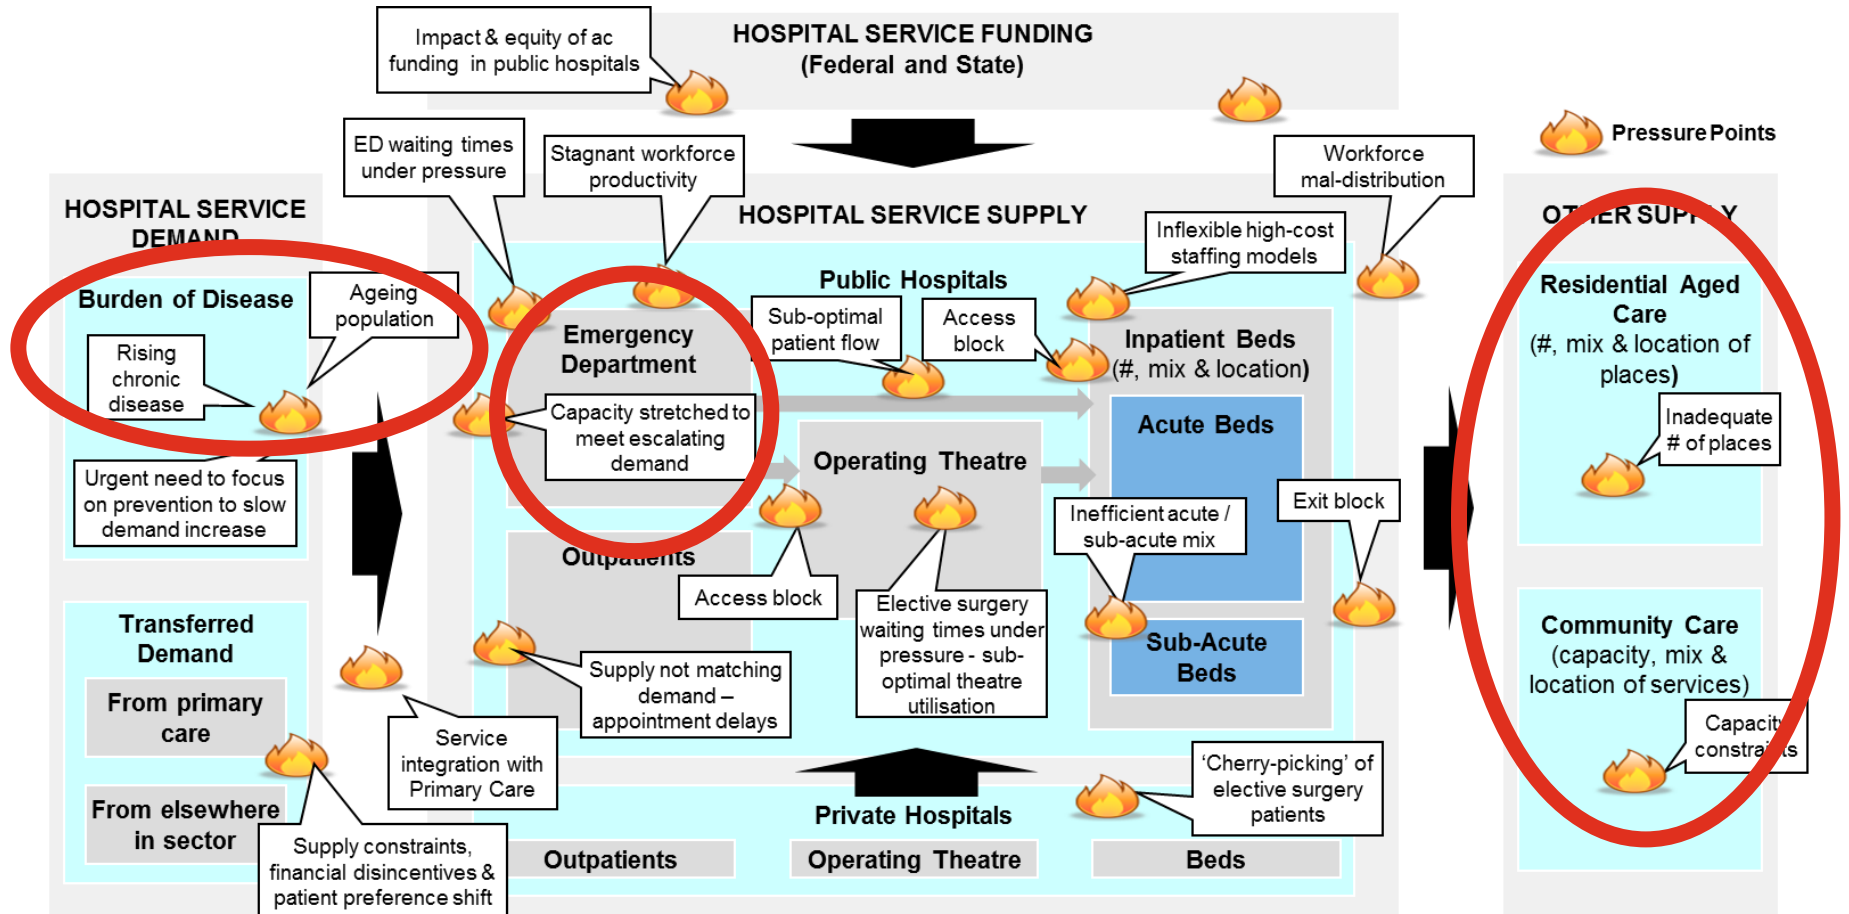 Impact & equity of ac
funding in public hospitals
HOSPITAL SERVICE FUNDING
(Federal and State)
Pressure Points
HOSPITAL SERVICE
DEMAND
Burden of Disease
Ageing
population
Rising
chronic
disease
Urgent need to focus
on prevention to slow
demand increase
Transferred
Demand
From primary
care
From elsewhere
in sector
Supply constraints,
financial disincentives &
patient preference shift
Service
integration with
Primary Care
ED waiting times
under pressure
Stagnant workforce
productivity
HOSPITAL SERVICE SUPPLY
Workforce
mal-distribution
Inflexible high-cost
staffing models
Public Hospitals
Emergency
Department
Capacity stretched to
meet escalating
demand
Sub-optimal
patient flow
Access
block
Inpatient Beds
(#, mix & location)
Acute Beds
Operating Theatre
Outpatients
Access block
Supply not matching
demand –
appointment delays
Elective surgery
waiting times under
pressure - sub-
optimal theatre
utilisation
Inefficient acute /
sub-acute mix
Exit block
Sub-Acute
Beds
Private Hospitals
‘Cherry-picking’ of
elective surgery
patients
Outpatients
Operating Theatre
Beds
OTHER SUPPLY
Residential Aged
Care
(#, mix & location of
places)
Inadequate
# of places
Community Care
(capacity, mix &
location of services)
Capacity
constraints